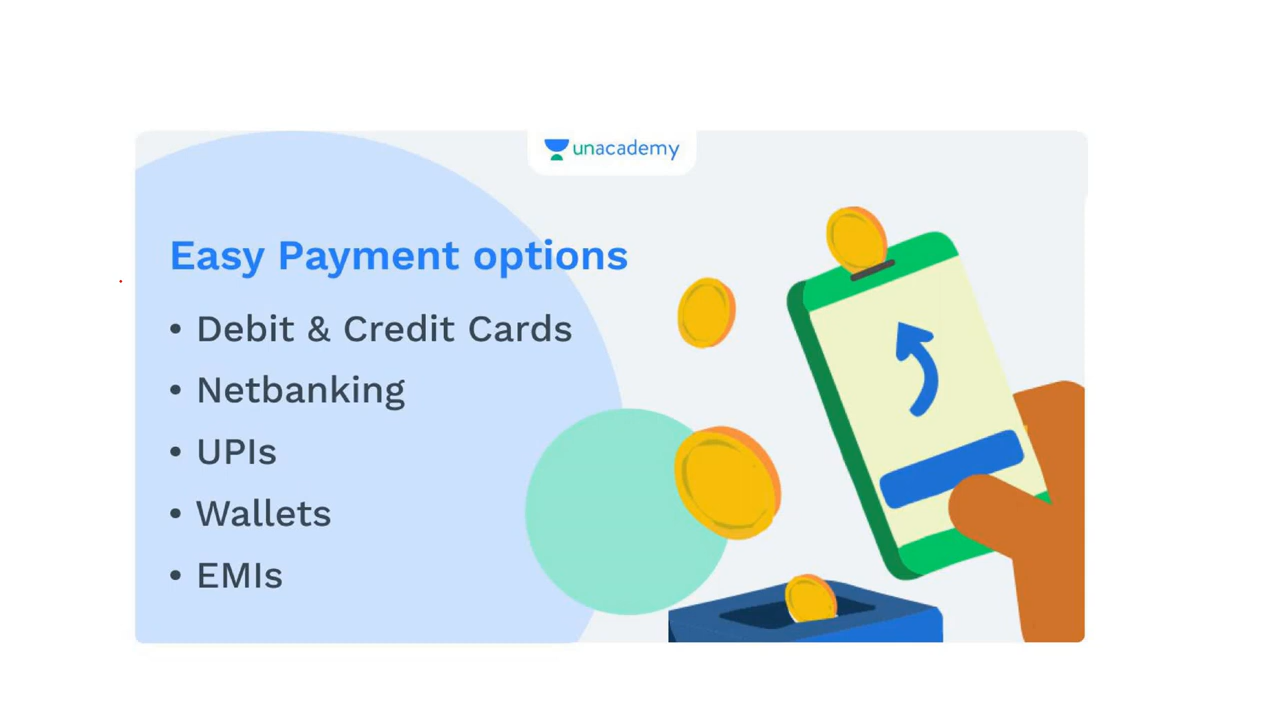 unacademy
Easy Payment options
• Debit & Credit Cards
• Netbanking
• UPIs
• Wallets
• EMIs